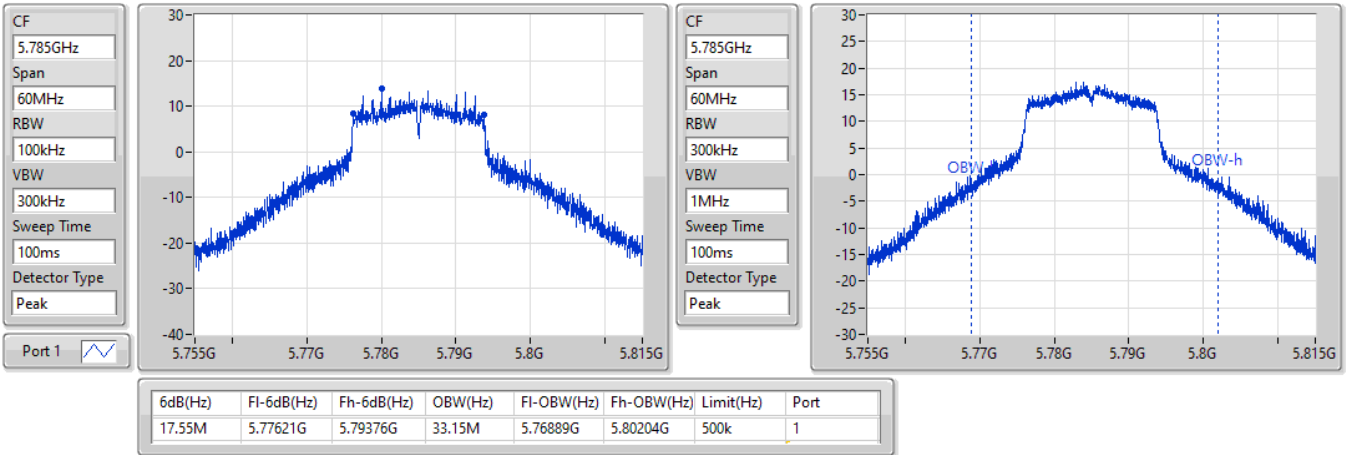 CF
5.785GHz
Span
60MHz
RBW
100kHz
VBW
300kHz
Sweep Time
100ms
Detector Type
Peak
Port 1
30
20
10
0
-10
-20
-30
-40
5.755G 5.77G 5.78G 5.79G 5.8G 5.815G
CF
5.785GHz
Span
60MHz
RBW
300kHz
VBW
1MHz
Sweep Time
100ms
Detector Type
Peak
30
25
20
15
10
5
0
-5
-10
-15
-20
-25
-30
OBW
OBW-h
5.755G 5.77G 5.78G 5.79G 5.8G 5.815G
6dB(Hz) Fl-6dB(Hz) Fh-6dB(Hz) OBW(Hz) Fl-OBW(Hz) Fh-OBW(Hz) Limit(Hz) Port
17.55M 5.77621G 5.79376G 33.15M 5.76889G 5.80204G 500k 1